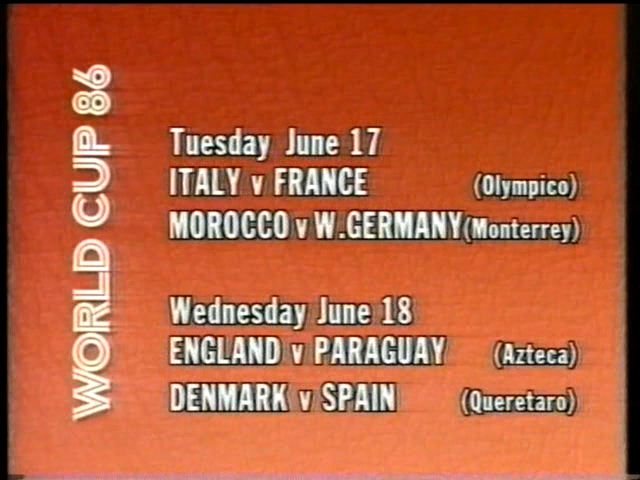 WORLD CUP 86
Tuesday June 17
ITALY v FRANCE (Olympico)
MOROCCO v W.GERMANY (Monterrey)
Wednesday June 18
ENGLAND v PARAGUAY (Azteca)
DENMARK v SPAIN (Queretaro)